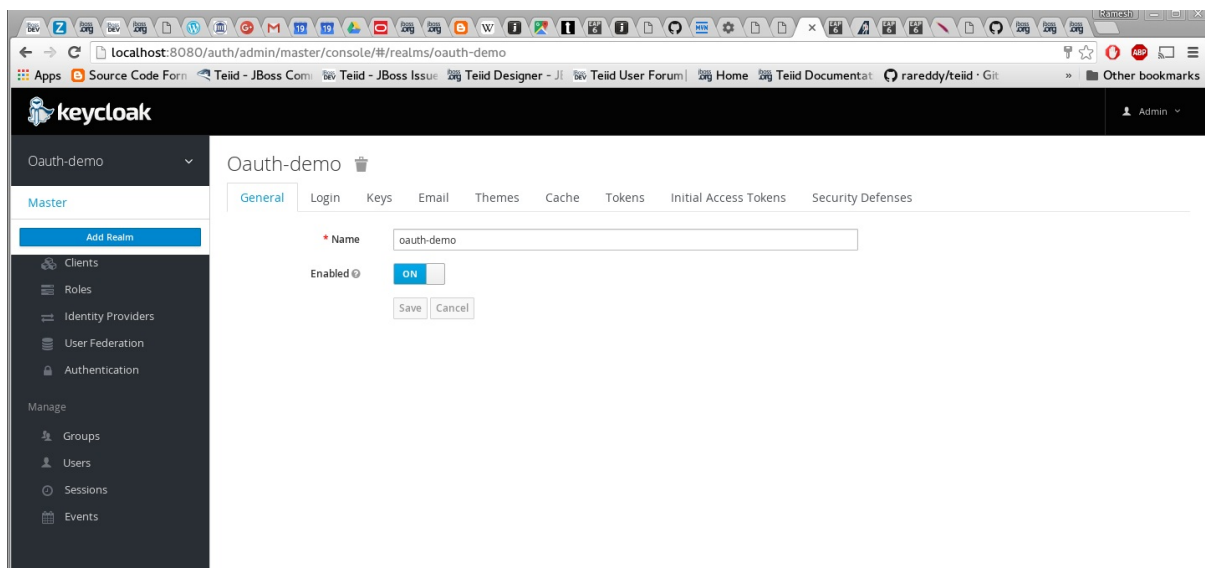 Ramesh
localhost:8080/auth/admin/master/console/#/realms/oauth-demo
Apps Source Code Forn Teiid - JBoss Com Teiid - JBoss Issue Teiid Designer - JB Teiid User Forum Home Teiid Documentat rareddy/teiid · Git » Other bookmarks
keycloak
Admin
Oauth-demo
Oauth-demo
Master
General Login Keys Email Themes Cache Tokens Initial Access Tokens Security Defenses
Add Realm
* Name oauth-demo
Clients
Enabled ON
Roles
Save Cancel
Identity Providers
User Federation
Authentication
Manage
Groups
Users
Sessions
Events